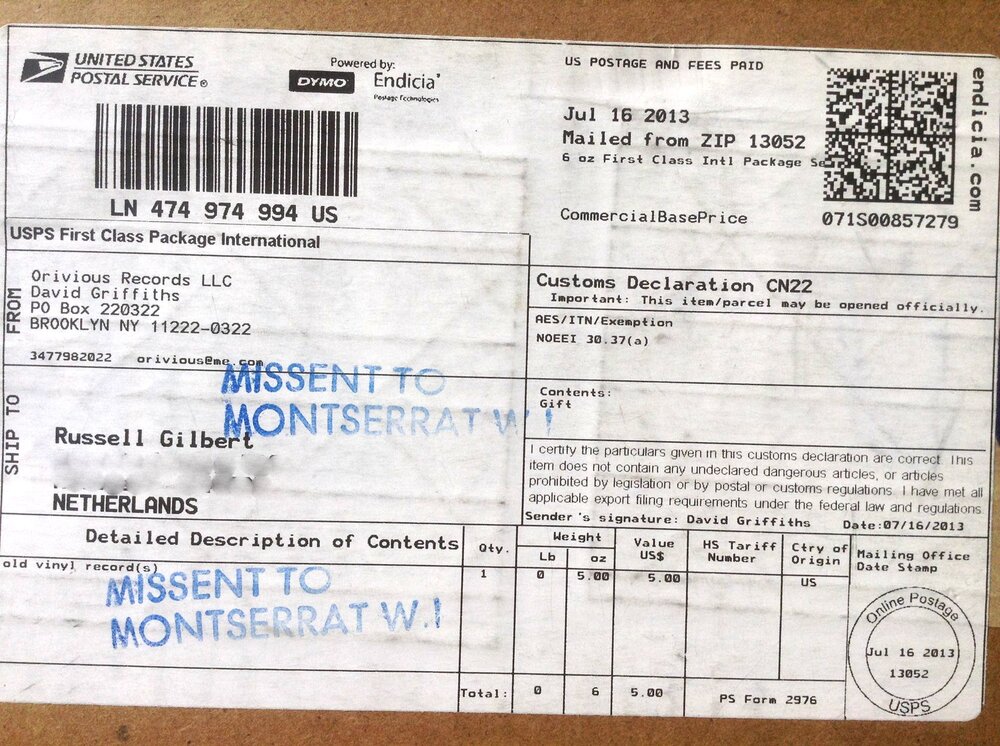 UNITED STATES
POSTAL SERVICE®
Powered by:
DYMO Endicia
Postage Technologies
LN 474 974 994 US
USPS First Class Package International
US POSTAGE AND FEES PAID
Jul 16 2013
Mailed from ZIP 13052
6 oz First Class Intl Package Se
CommercialBasePrice
071S00857279
endicia.com
FROM
Orivious Records LLC
David Griffiths
PO Box 220322
BROOKLYN NY 11222-0322
3477982022 orivious@me.com
MISSENT TO
MONTSERRAT W I
SHIP TO
Russell Gilbert
NETHERLANDS
Customs Declaration CN22
Important: This item/parcel may be opened officially.
AES/ITN/Exemption
NOEEI 30.37(a)
Contents:
Gift
I certify the particulars given in this customs declaration are correct. This
item does not contain any undeclared dangerous articles, or articles
prohibited by legislation or by postal or customs regulations. I have met all
applicable export filing requirements under the federal law and regulations.
Sender's signature: David Griffiths Date:07/16/2013
Detailed Description of Contents
Qty.
Weight
Lb oz
Value
US$
HS Tariff
Number
Ctry of
Origin
Mailing Office
Date Stamp
old vinyl record(s) 1 0 5.00 5.00 US
MISSENT TO
MONTSERRAT W.I
Total: 0 6 5.00
PS Form 2976
Online Postage
Jul 16 2013
13052
USPS